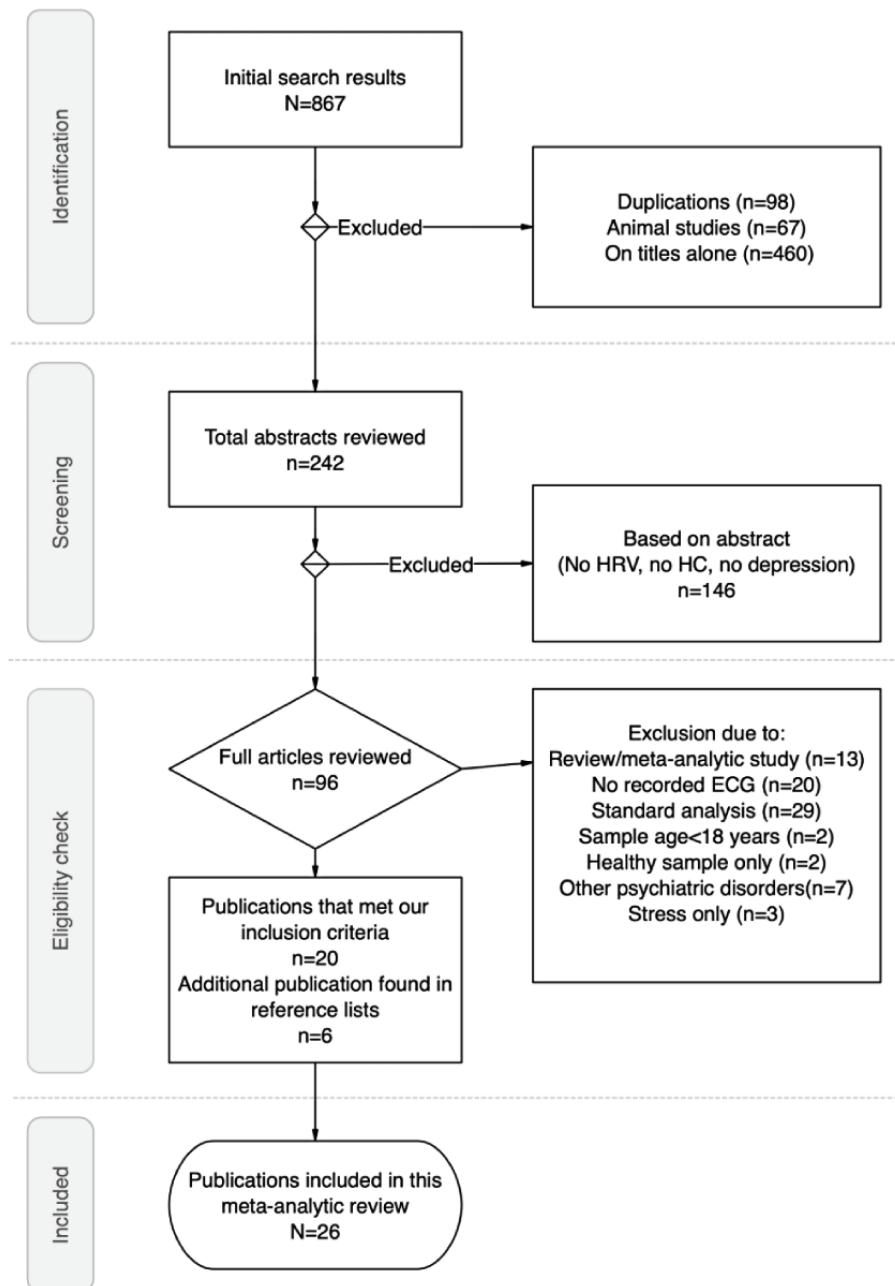 Identification
Initial search results
N=867
Excluded
Duplications (n=98)
Animal studies (n=67)
On titles alone (n=460)
Screening
Total abstracts reviewed
n=242
Excluded
Based on abstract
(No HRV, no HC, no depression)
n=146
Eligibility check
Full articles reviewed
n=96
Exclusion due to:
Review/meta-analytic study (n=13)
No recorded ECG (n=20)
Standard analysis (n=29)
Sample age<18 years (n=2)
Healthy sample only (n=2)
Other psychiatric disorders(n=7)
Stress only (n=3)
Publications that met our
inclusion criteria
n=20
Additional publication found in
reference lists
n=6
Included
Publications included in this
meta-analytic review
N=26